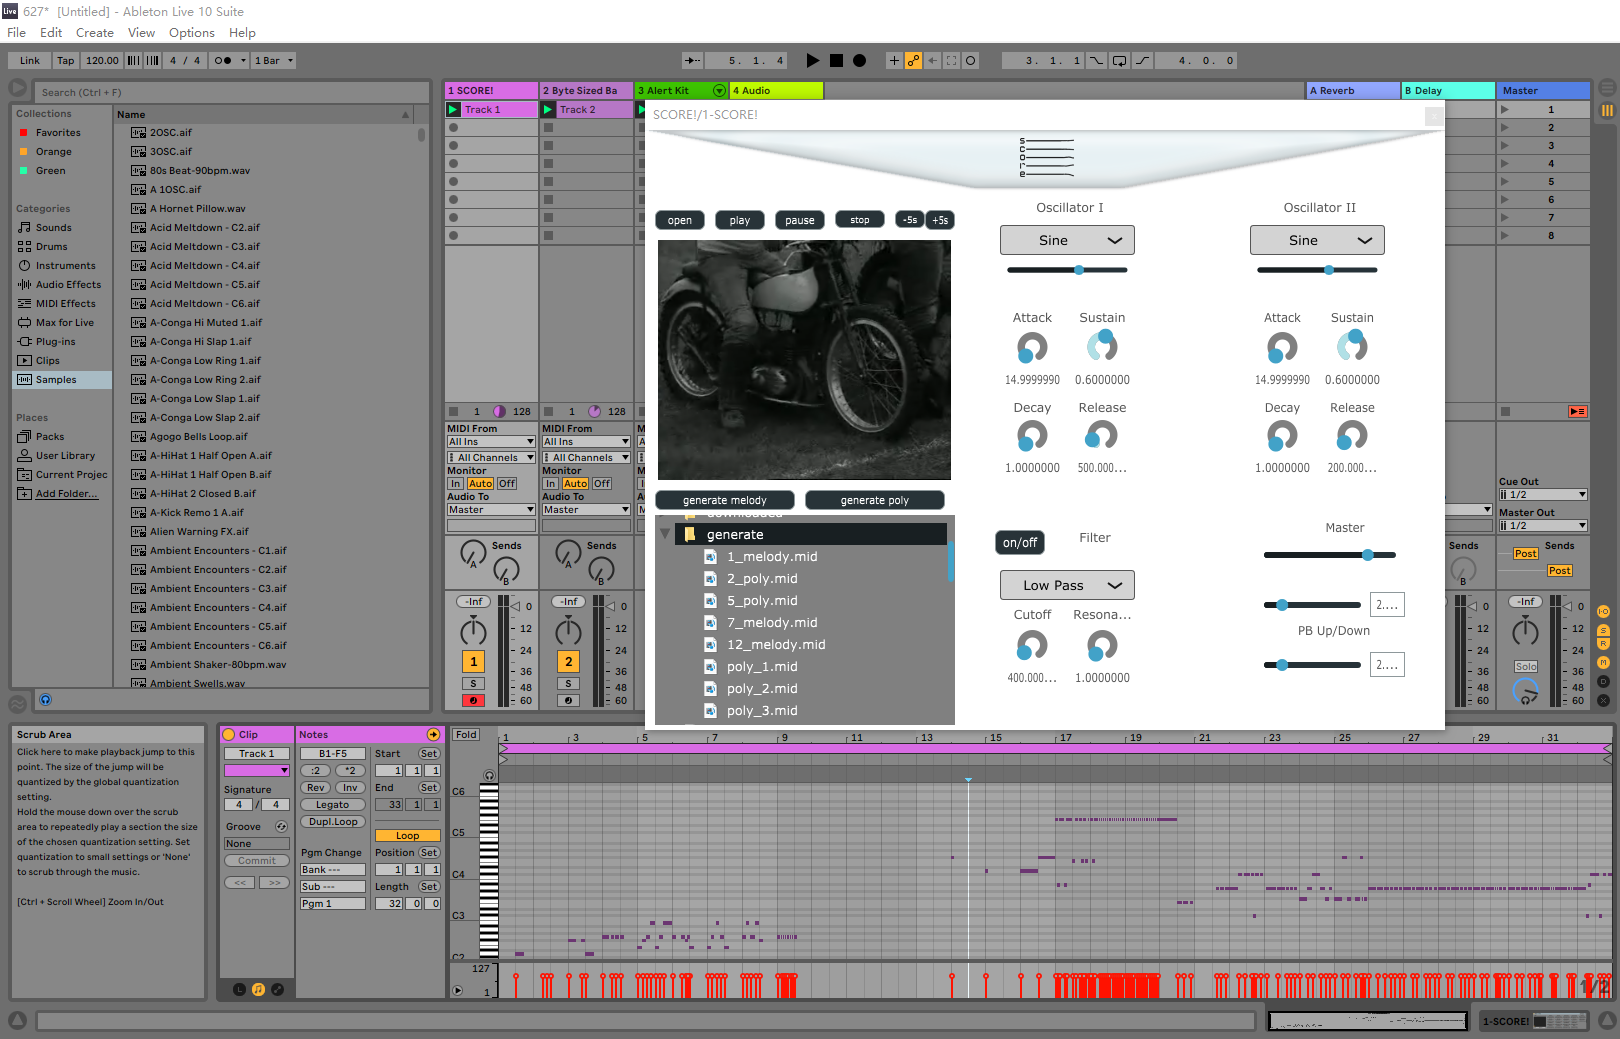 627*  [Untitled] - Ableton Live 10 Suite
File Edit Create View Options Help
Link Tap 120.00 4 / 4 1 Bar 5. 1. 4 3. 1. 1 4. 0. 0
Search (Ctrl + F)
Collections
Favorites
Orange
Green
Categories
Sounds
Drums
Instruments
Audio Effects
MIDI Effects
Max for Live
Plug-ins
Clips
Samples
Places
Packs
User Library
Current Projec
Add Folder...
Name
2OSC.aif
3OSC.aif
80s Beat-90bpm.wav
A 1OSC.aif
A Hornet Pillow.wav
Acid Meltdown - C2.aif
Acid Meltdown - C3.aif
Acid Meltdown - C4.aif
Acid Meltdown - C5.aif
Acid Meltdown - C6.aif
A-Conga Hi Muted 1.aif
A-Conga Hi Slap 1.aif
A-Conga Low Ring 1.aif
A-Conga Low Ring 2.aif
A-Conga Low Slap 1.aif
A-Conga Low Slap 2.aif
Agogo Bells Loop.aif
A-HiHat 1 Half Open A.aif
A-HiHat 1 Half Open B.aif
A-HiHat 2 Closed B.aif
A-Kick Remo 1 A.aif
Alien Warning FX.aif
Ambient Encounters - C1.aif
Ambient Encounters - C2.aif
Ambient Encounters - C3.aif
Ambient Encounters - C4.aif
Ambient Encounters - C5.aif
Ambient Encounters - C6.aif
Ambient Shaker-80bpm.wav
Ambient Swells.wav
1 SCORE! 2 Byte Sized Ba 3 Alert Kit 4 Audio A Reverb B Delay Master
Track 1 Track 2
1
2
3
4
5
6
7
8
1 128 1 128
MIDI From MIDI From
All Ins All Ins
All Channels All Channels
Monitor Monitor
In Auto Off In Auto Off
Audio To Audio To
Master Master
Sends Sends
A A
B B
-Inf -Inf
0 0
12 12
24 24
36 36
48 48
60 60
1 2
S S
Cue Out
1/2
Master Out
1/2
Sends Sends
Post
Post
B
-Inf
0 0
12 12
24 24
36 36
48 48
60 60
Solo
I·O
S
R
M
D
X
SCORE!/1-SCORE!
score
open play pause stop -5s +5s
generate melody generate poly
generate
1_melody.mid
2_poly.mid
5_poly.mid
7_melody.mid
12_melody.mid
poly_1.mid
poly_2.mid
poly_3.mid
Oscillator I Oscillator II
Sine Sine
Attack Sustain Attack Sustain
14.9999990 0.6000000 14.9999990 0.6000000
Decay Release Decay Release
1.0000000 500.000... 1.0000000 200.000...
on/off Filter
Low Pass
Cutoff Resona...
400.000... 1.0000000
Master
2....
PB Up/Down
2....
Scrub Area
Click here to make playback jump to this
point. The size of the jump will be
quantized by the global quantization
setting.
Hold the mouse down over the scrub
area to repeatedly play a section the size
of the chosen quantization setting. Set
quantization to small settings or 'None'
to scrub through the music.
[Ctrl + Scroll Wheel] Zoom In/Out
Clip
Track 1
Signature
4 / 4
Groove
None
Commit
<< >>
Notes
B1-F5
:2 *2
Rev Inv
Legato
Dupl.Loop
Pgm Change
Bank ---
Sub ---
Pgm 1
Start Set
1 1 1
End Set
33 1 1
Loop
Position Set
1 1 1
Length Set
32 0 0
Fold
1 3 5 7 9 11 13 15 17 19 21 23 25 27 29 31
C6
C5
C4
C3
C2
127
1
1/2
1-SCORE!